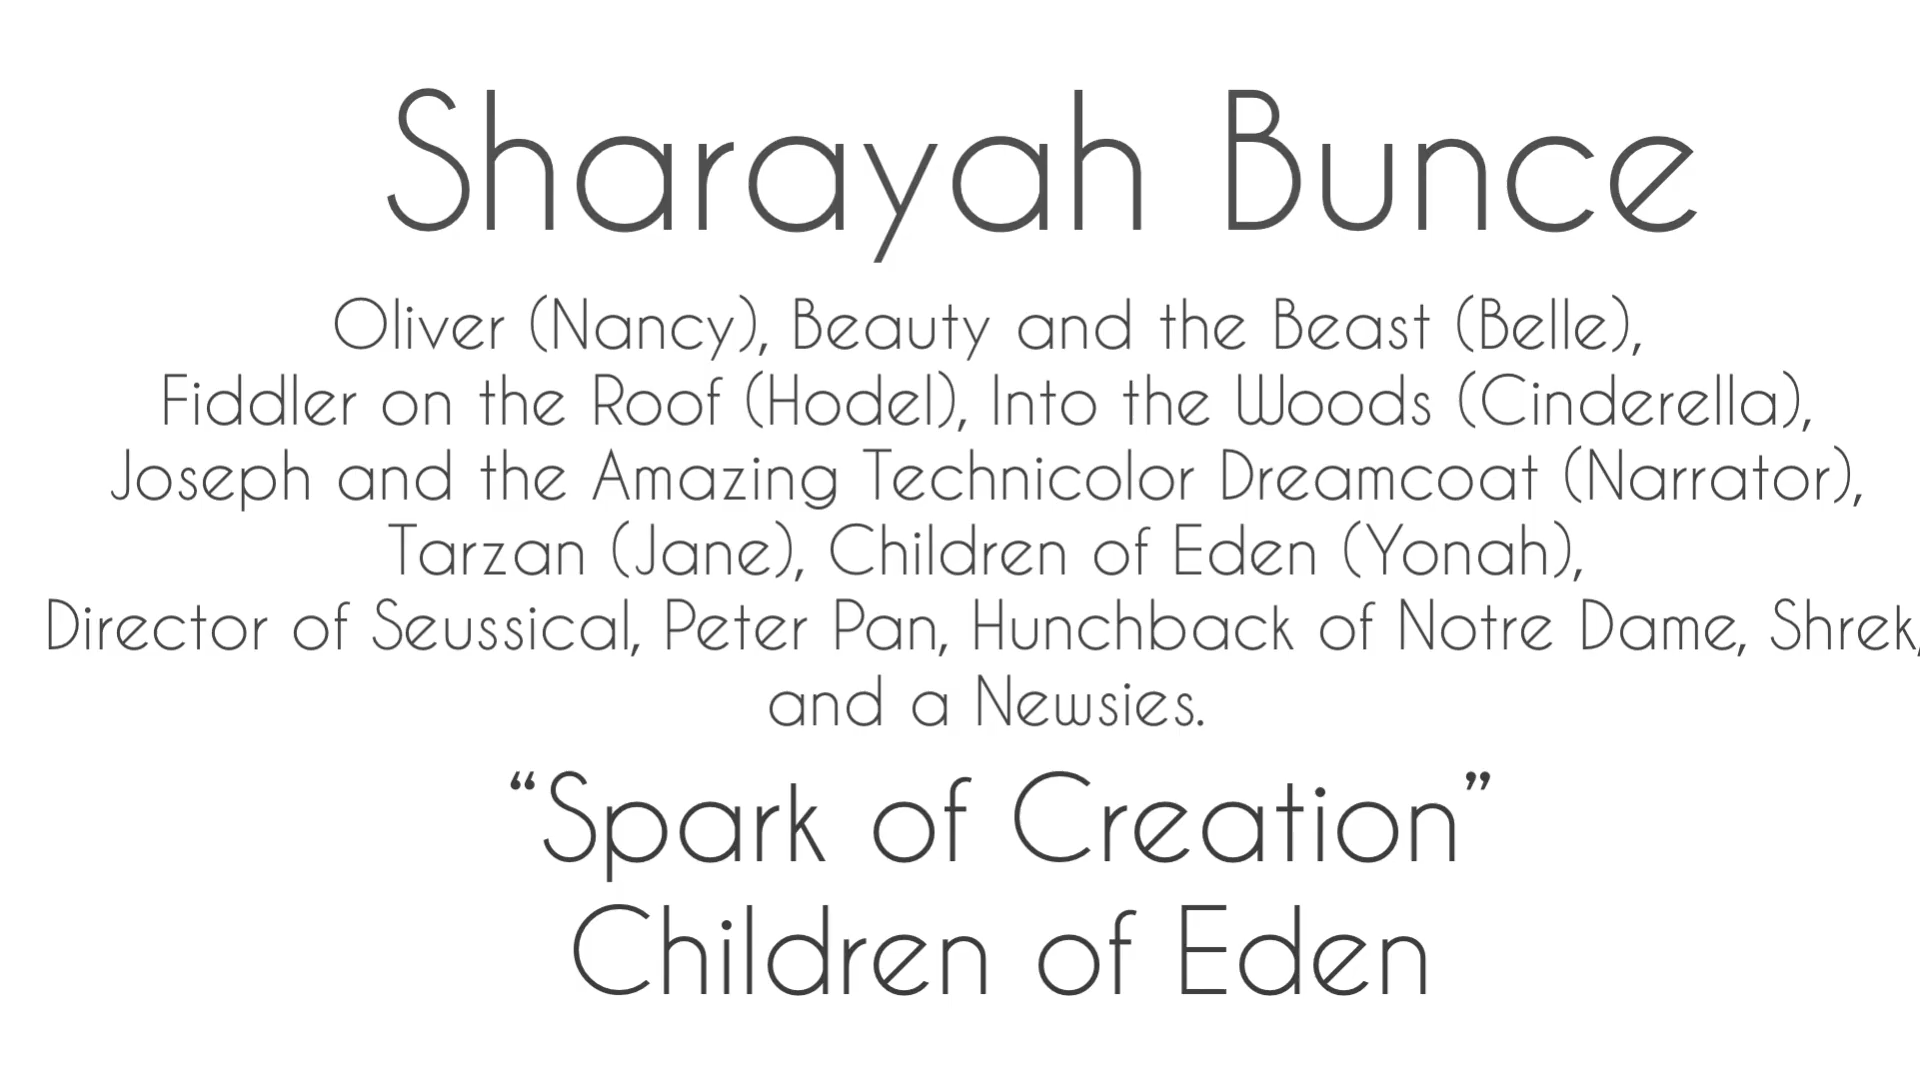 Sharayah Bunce
Oliver (Nancy), Beauty and the Beast (Belle),
Fiddler on the Roof (Hodel), Into the Woods (Cinderella),
Joseph and the Amazing Technicolor Dreamcoat (Narrator),
Tarzan (Jane), Children of Eden (Yonah),
Director of Seussical, Peter Pan, Hunchback of Notre Dame, Shrek,
and a Newsies.
“Spark of Creation”
Children of Eden